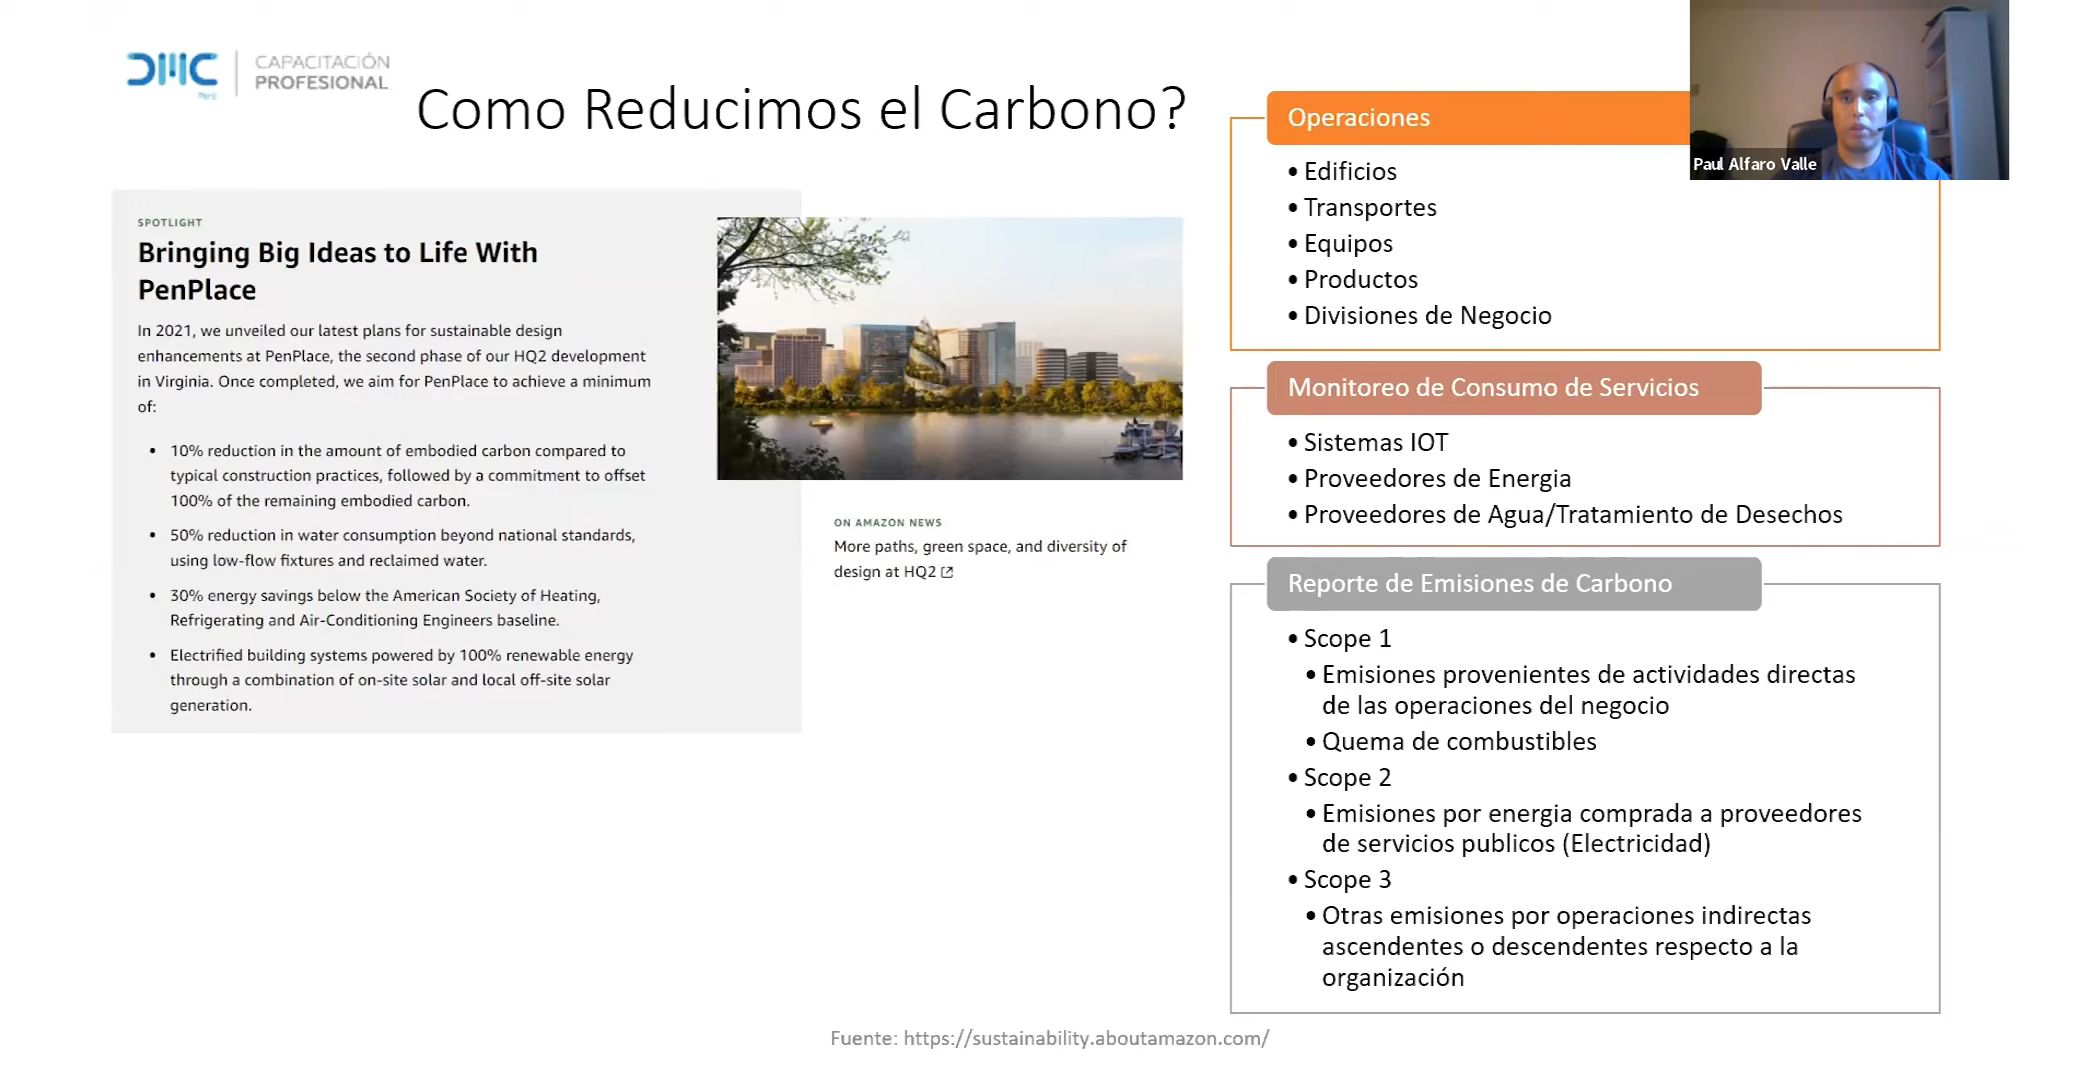 DMC
Perú
CAPACITACIÓN
PROFESIONAL
Como Reducimos el Carbono?
SPOTLIGHT
Bringing Big Ideas to Life With
PenPlace
In 2021, we unveiled our latest plans for sustainable design
enhancements at PenPlace, the second phase of our HQ2 development
in Virginia. Once completed, we aim for PenPlace to achieve a minimum
of:
• 10% reduction in the amount of embodied carbon compared to
typical construction practices, followed by a commitment to offset
100% of the remaining embodied carbon.
• 50% reduction in water consumption beyond national standards,
using low-flow fixtures and reclaimed water.
• 30% energy savings below the American Society of Heating,
Refrigerating and Air-Conditioning Engineers baseline.
• Electrified building systems powered by 100% renewable energy
through a combination of on-site solar and local off-site solar
generation.
ON AMAZON NEWS
More paths, green space, and diversity of
design at HQ2
Operaciones
• Edificios
• Transportes
• Equipos
• Productos
• Divisiones de Negocio
Monitoreo de Consumo de Servicios
• Sistemas IOT
• Proveedores de Energia
• Proveedores de Agua/Tratamiento de Desechos
Reporte de Emisiones de Carbono
• Scope 1
• Emisiones provenientes de actividades directas
de las operaciones del negocio
• Quema de combustibles
• Scope 2
• Emisiones por energia comprada a proveedores
de servicios publicos (Electricidad)
• Scope 3
• Otras emisiones por operaciones indirectas
ascendentes o descendentes respecto a la
organización
Paul Alfaro Valle
Fuente: https://sustainability.aboutamazon.com/